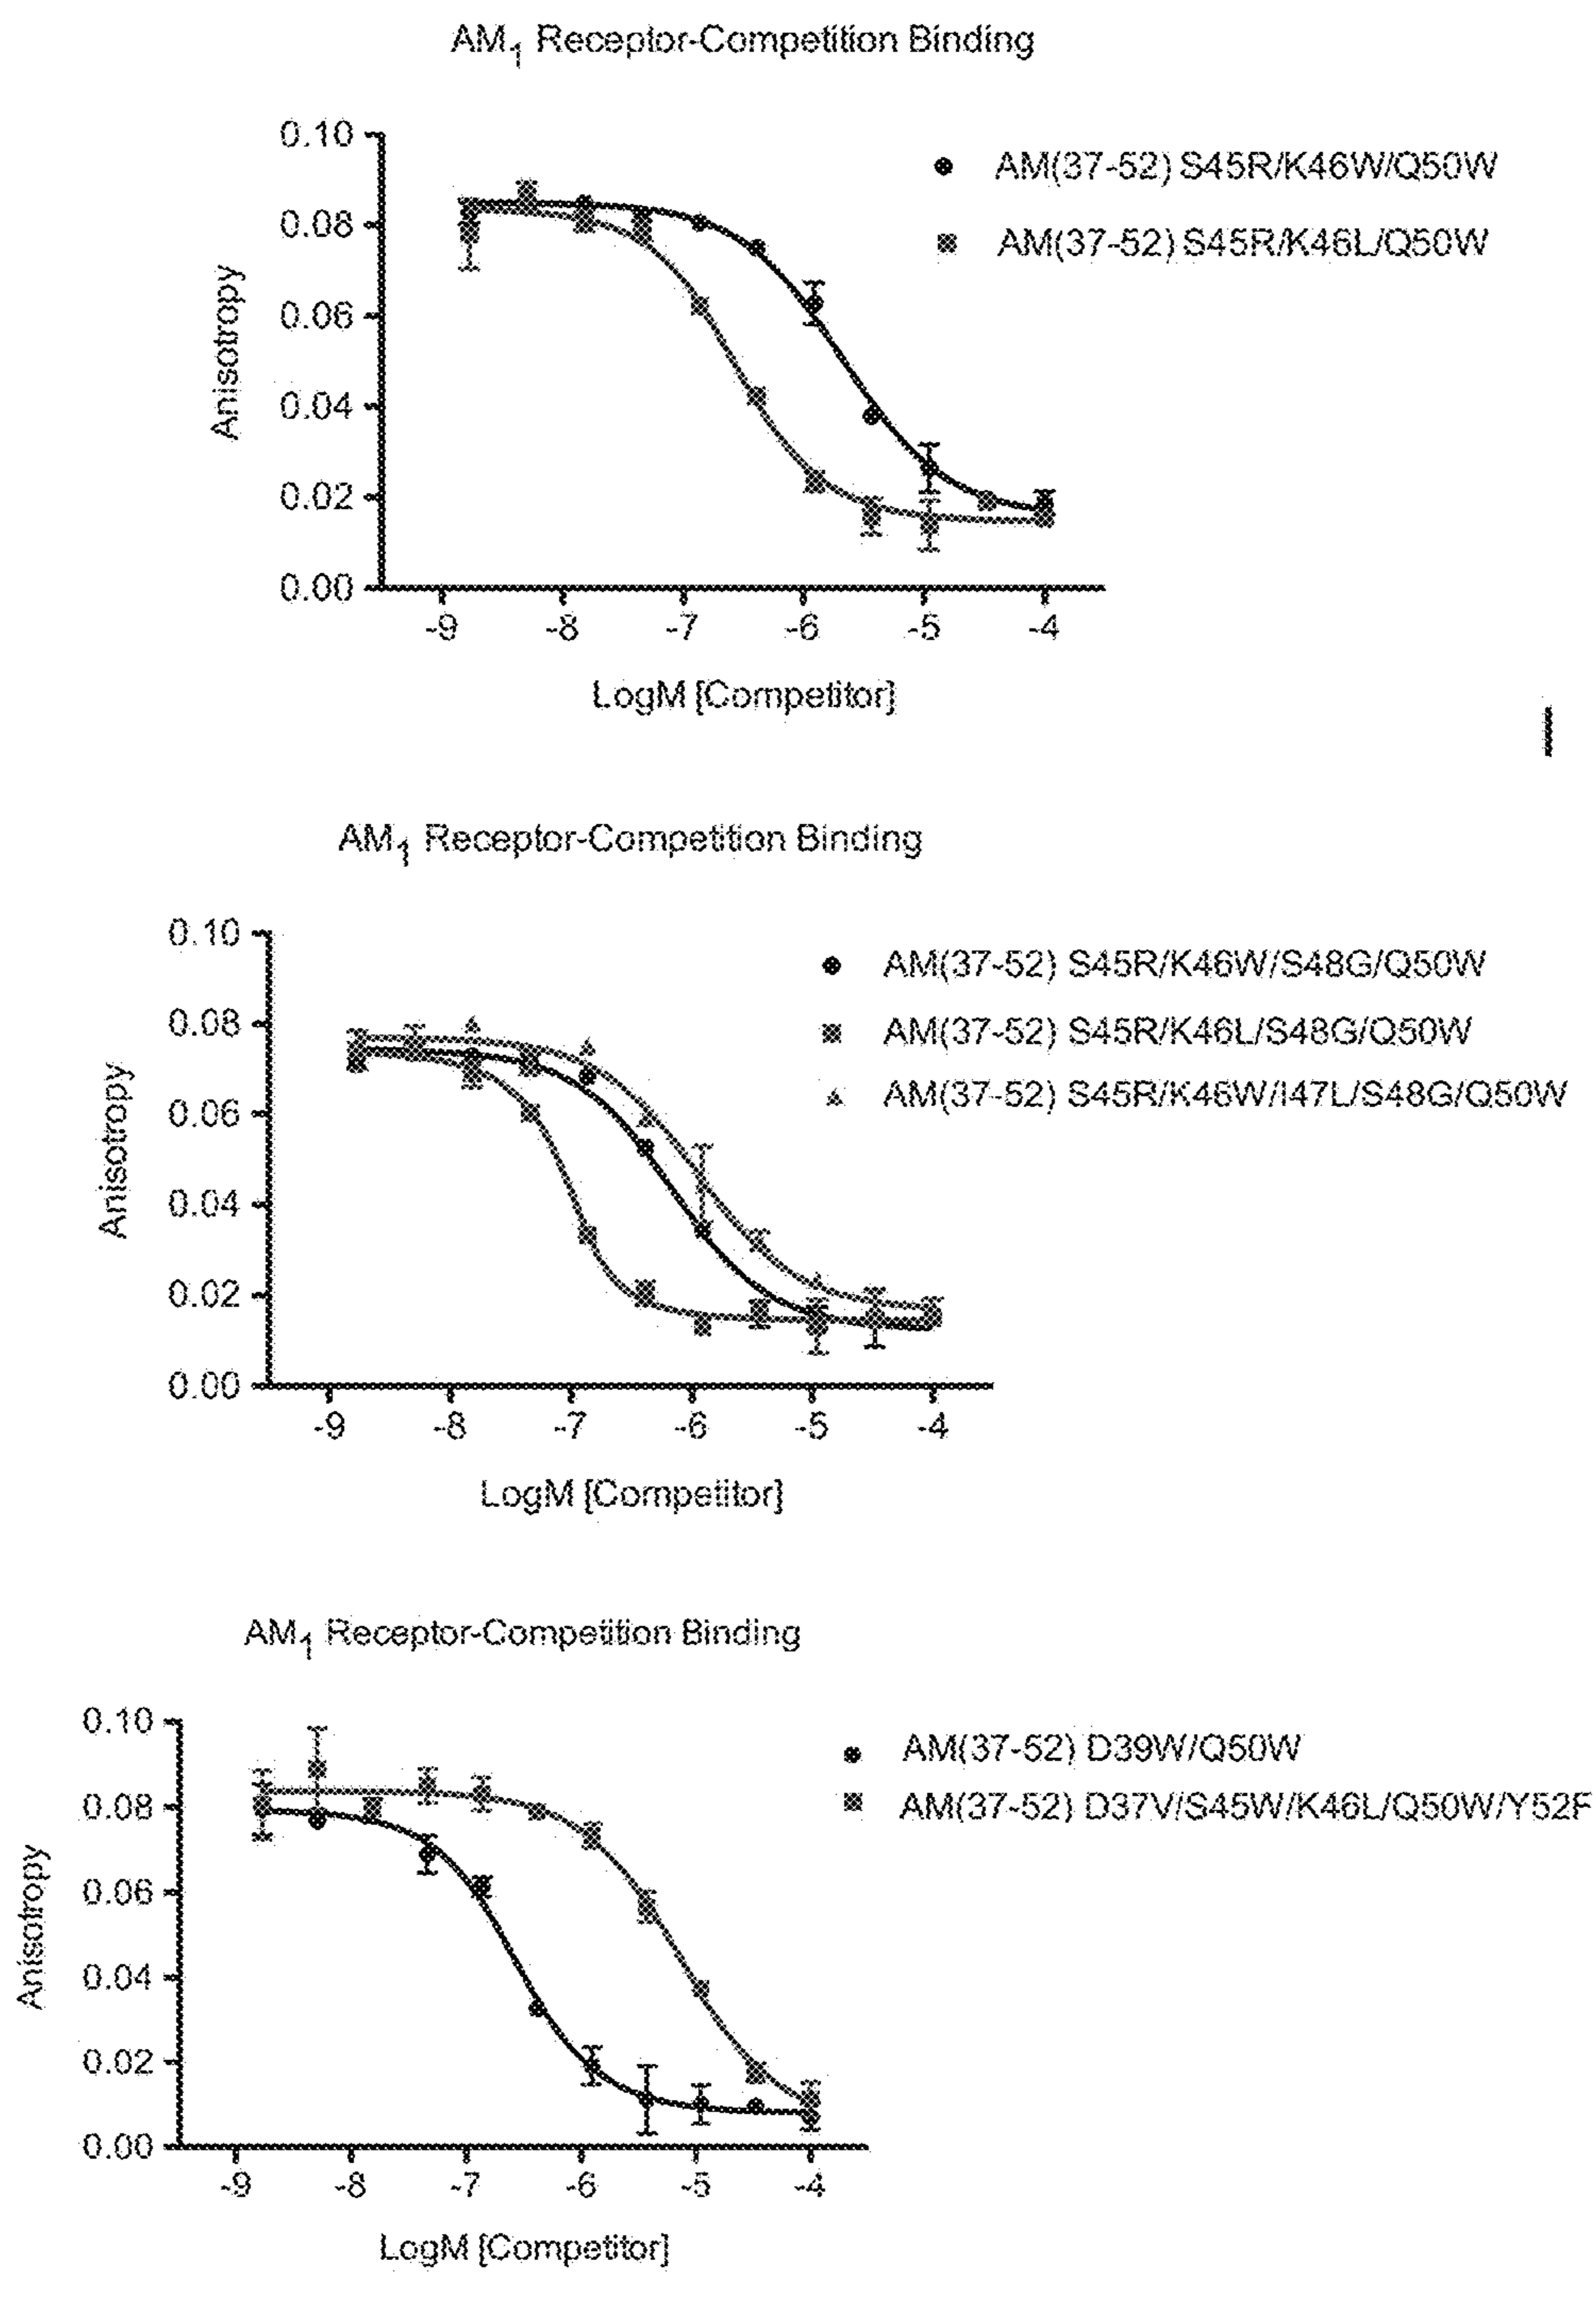 AM1 Receptor-Competition Binding
0.10
0.08
0.06
0.04
0.02
0.00
Anisotropy
-9 -8 -7 -6 -5 -4
LogM [Competitor]
AM(37-52) S45R/K46W/Q50W
AM(37-52) S45R/K46L/Q50W
AM1 Receptor-Competition Binding
0.10
0.08
0.06
0.04
0.02
0.00
Anisotropy
-9 -8 -7 -6 -5 -4
LogM [Competitor]
AM(37-52) S45R/K46W/S48G/Q50W
AM(37-52) S45R/K46L/S48G/Q50W
AM(37-52) S45R/K46W/I47L/S48G/Q50W
AM1 Receptor-Competition Binding
0.10
0.08
0.06
0.04
0.02
0.00
Anisotropy
-9 -8 -7 -6 -5 -4
LogM [Competitor]
AM(37-52) D39W/Q50W
AM(37-52) D37V/S45W/K46L/Q50W/Y52F